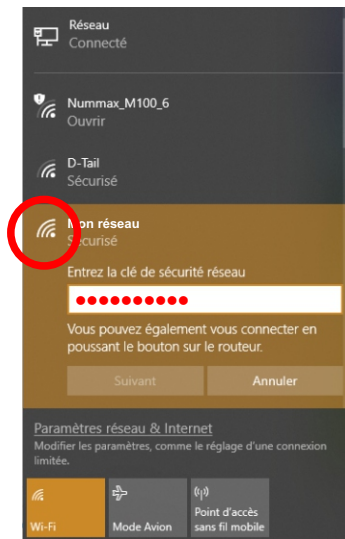 Réseau
Connecté
Nummax_M100_6
Ouvrir
D-Tail
Sécurisé
Mon réseau
Sécurisé
Entrez la clé de sécurité réseau
●●●●●●●●●●
Vous pouvez également vous connecter en
poussant le bouton sur le routeur.
Suivant Annuler
Paramètres réseau & Internet
Modifier les paramètres, comme le réglage d'une connexion
limitée.
Wi-Fi
Mode Avion
Point d'accès
sans fil mobile